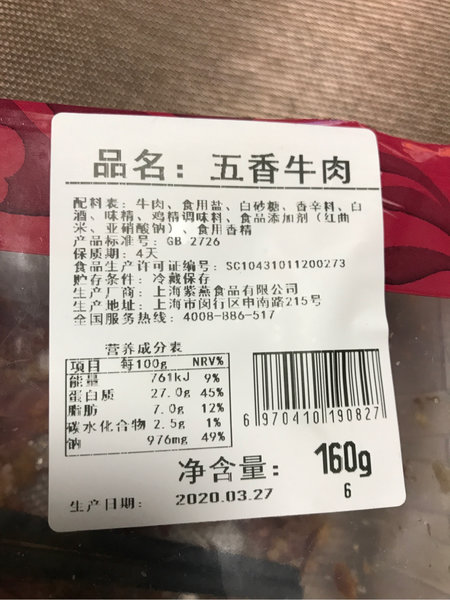 品名：五香牛肉
配料表：牛肉、食用盐、白砂糖、香辛料、白
酒、味精、鸡精调味料、食品添加剂（红曲
米、亚硝酸钠）、食用香精
产品标准号：GB 2726
保质期：4天
食品生产许可证编号：SC10431011200273
贮存条件：冷藏保存
生产厂商：上海紫燕食品有限公司
生产地址：上海市闵行区申南路215号
全国服务热线：4008-886-517
营养成分表
项目 每100g NRV%
能量 761kJ 9%
蛋白质 27.0g 45%
脂肪 7.0g 12%
碳水化合物 2.5g 1%
钠 976mg 49%
6 970410 190827
净含量：160g
6
生产日期：2020.03.27